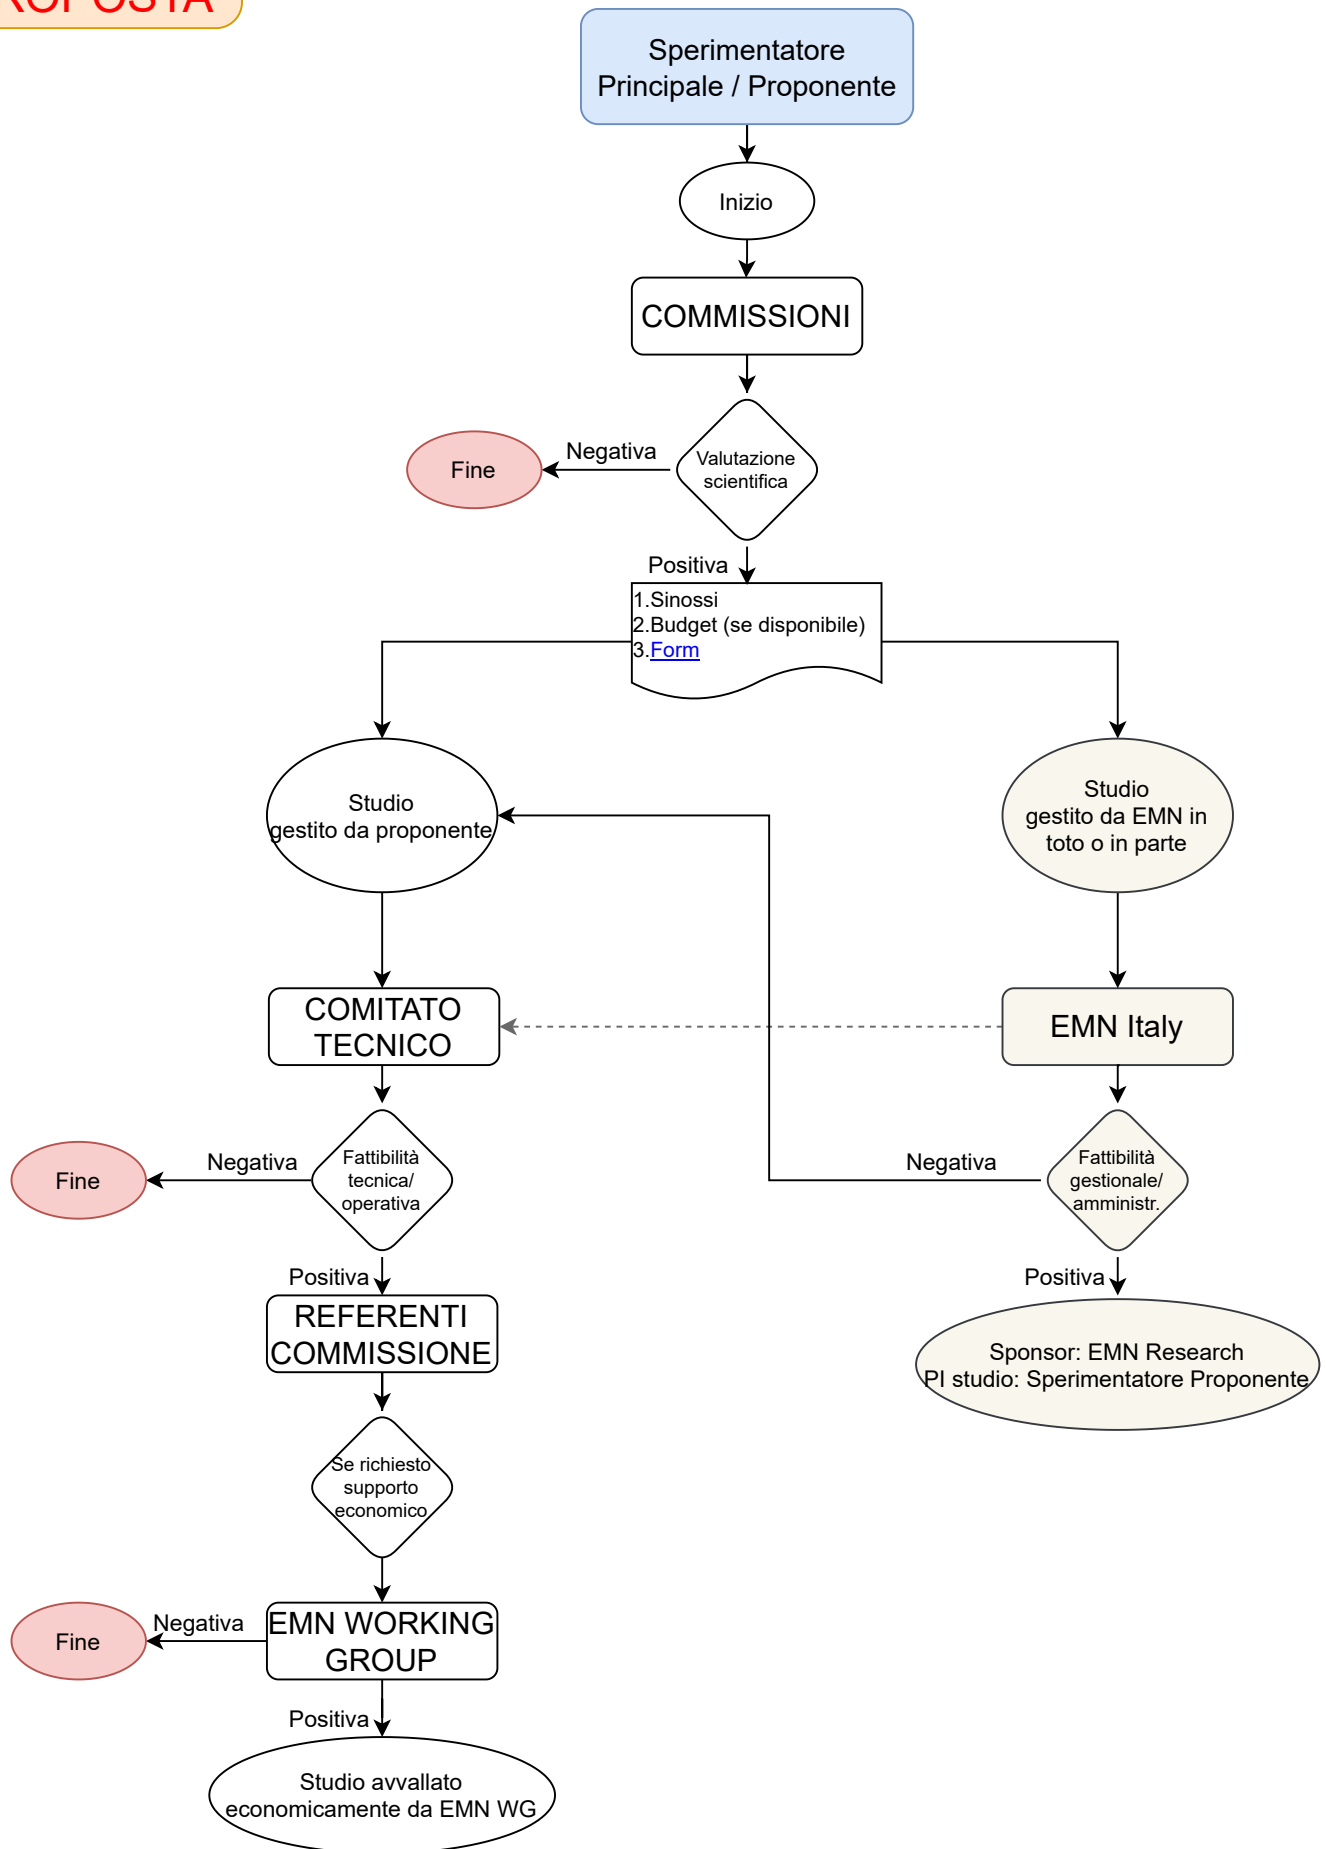 ROPOSTA
Sperimentatore
Principale / Proponente
Inizio
COMMISSIONI
Valutazione
scientifica
Negativa
Fine
Positiva
1.Sinossi
2.Budget (se disponibile)
3.Form
Studio
gestito da proponente
Studio
gestito da EMN in
toto o in parte
COMITATO
TECNICO
EMN Italy
Fattibilità
tecnica/
operativa
Negativa
Fine
Fattibilità
gestionale/
amministr.
Negativa
Positiva
Positiva
REFERENTI
COMMISSIONE
Sponsor: EMN Research
PI studio: Sperimentatore Proponente
Se richiesto
supporto
economico
EMN WORKING
GROUP
Negativa
Fine
Positiva
Studio avvallato
economicamente da EMN WG